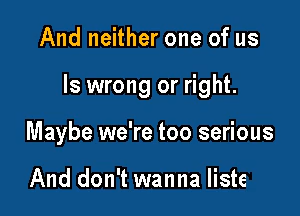 And neither one of us
Is wrong or right.
Maybe we're too serious
And don't wanna liste